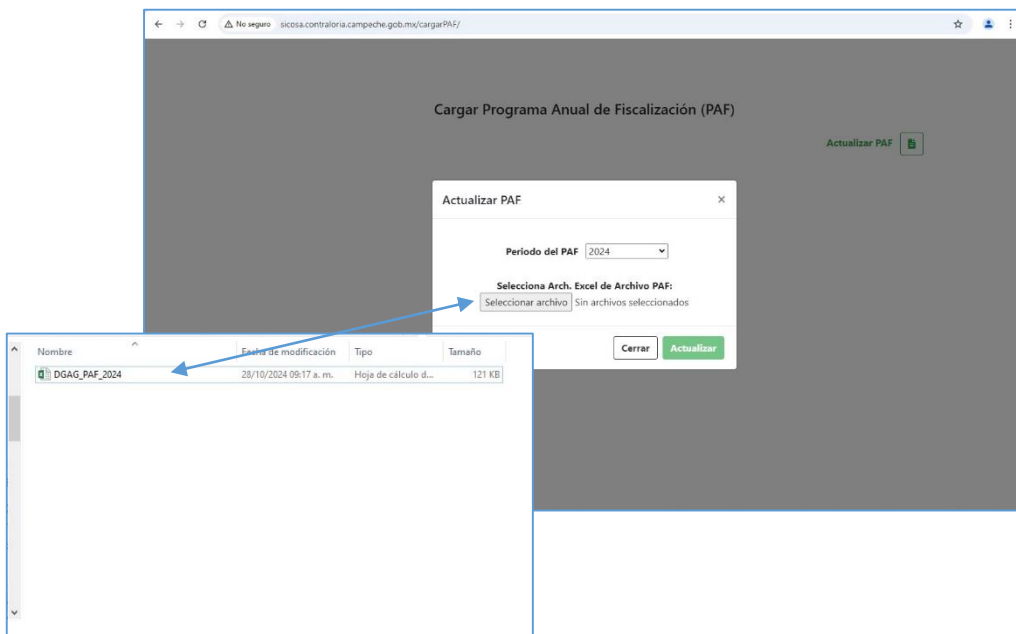 No seguro sicosa.contraloria.campeche.gob.mx/cargarPAF/
Cargar Programa Anual de Fiscalización (PAF)
Actualizar PAF
Actualizar PAF
Periodo del PAF 2024
Selecciona Arch. Excel de Archivo PAF:
Seleccionar archivo Sin archivos seleccionados
Cerrar Actualizar
Nombre Fecha de modificación Tipo Tamaño
DGAG_PAF_2024 28/10/2024 09:17 a. m. Hoja de cálculo d... 121 KB